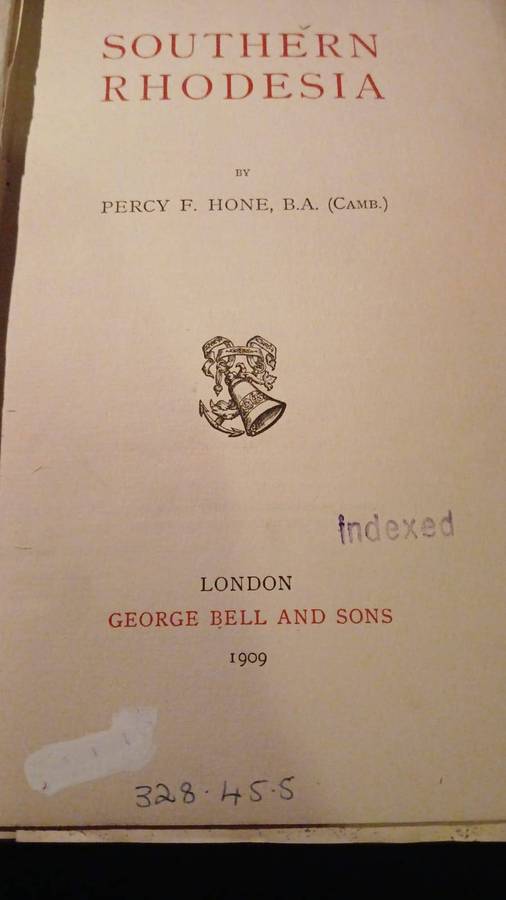 SOUTHERN
RHODESIA
BY
PERCY F. HONE, B.A. (CAMB.)
Indexed
LONDON
GEORGE BELL AND SONS
1909
328.45.5